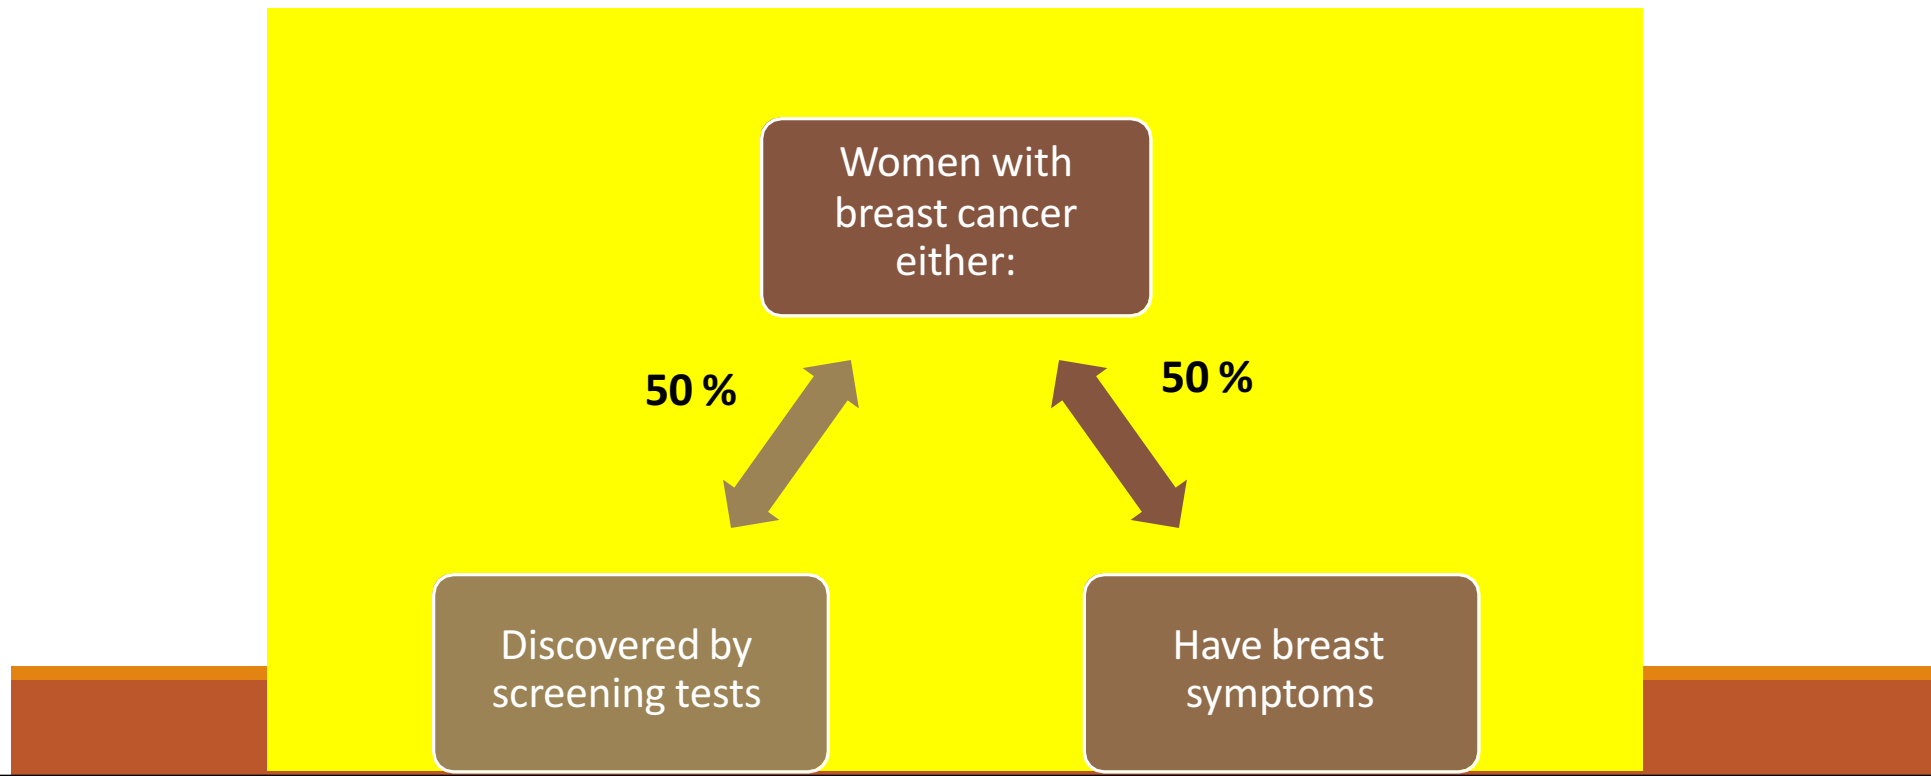 Women with
breast cancer
either:
50 %
50 %
Discovered by
screening tests
Have breast
symptoms